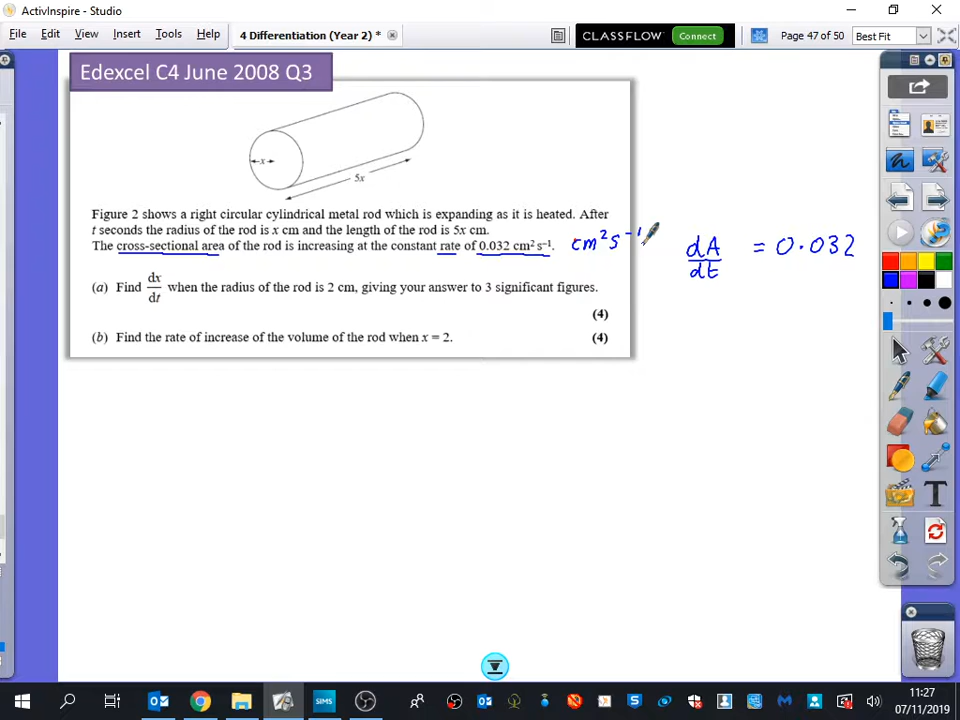 ActivInspire - Studio
File Edit View Insert Tools Help
4 Differentiation (Year 2) *
CLASSFLOW Connect
Page 47 of 50
Best Fit
Edexcel C4 June 2008 Q3
x
5x
Figure 2 shows a right circular cylindrical metal rod which is expanding as it is heated. After
t seconds the radius of the rod is x cm and the length of the rod is 5x cm.
The cross-sectional area of the rod is increasing at the constant rate of 0.032 cm² s⁻¹.
cm²s⁻¹
dA/dt = 0.032
(a) Find dx/dt when the radius of the rod is 2 cm, giving your answer to 3 significant figures.
(4)
(b) Find the rate of increase of the volume of the rod when x = 2.
(4)
T
SIMS
11:27
07/11/2019